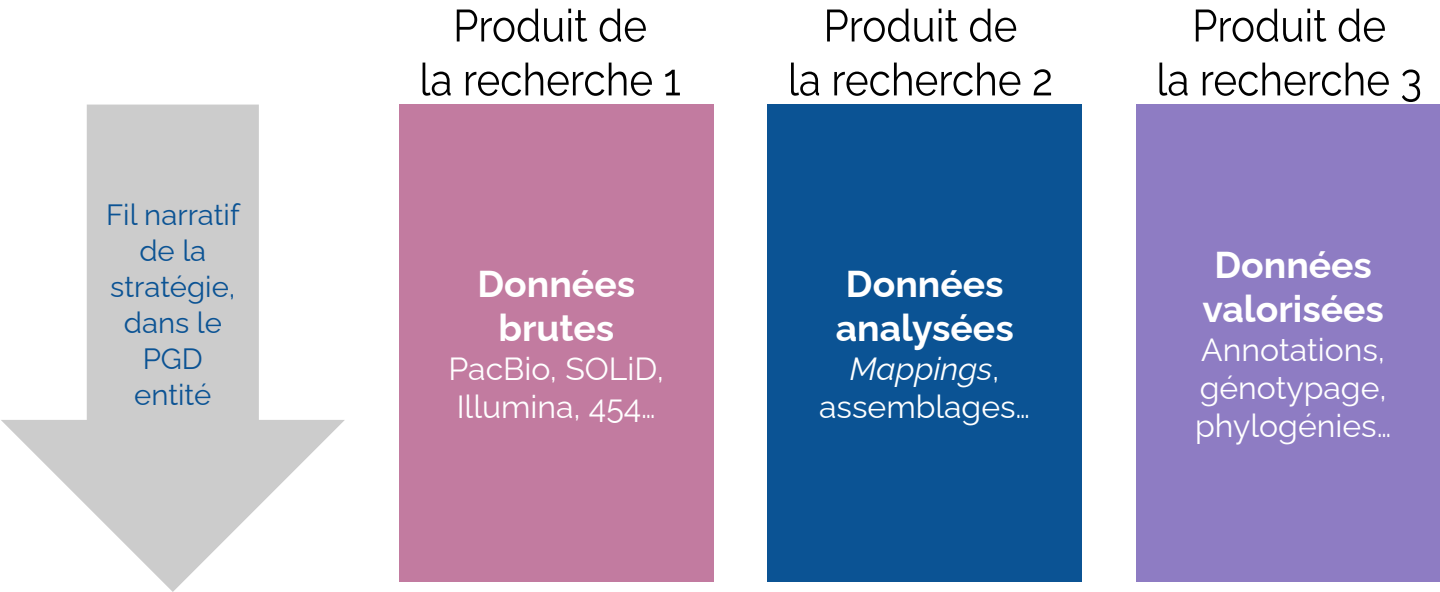 Produit de
la recherche 1
Produit de
la recherche 2
Produit de
la recherche 3
Fil narratif
de la
stratégie,
dans le
PGD
entité
Données
brutes
PacBio, SOLiD,
Illumina, 454…
Données
analysées
Mappings,
assemblages…
Données
valorisées
Annotations,
génotypage,
phylogénies…